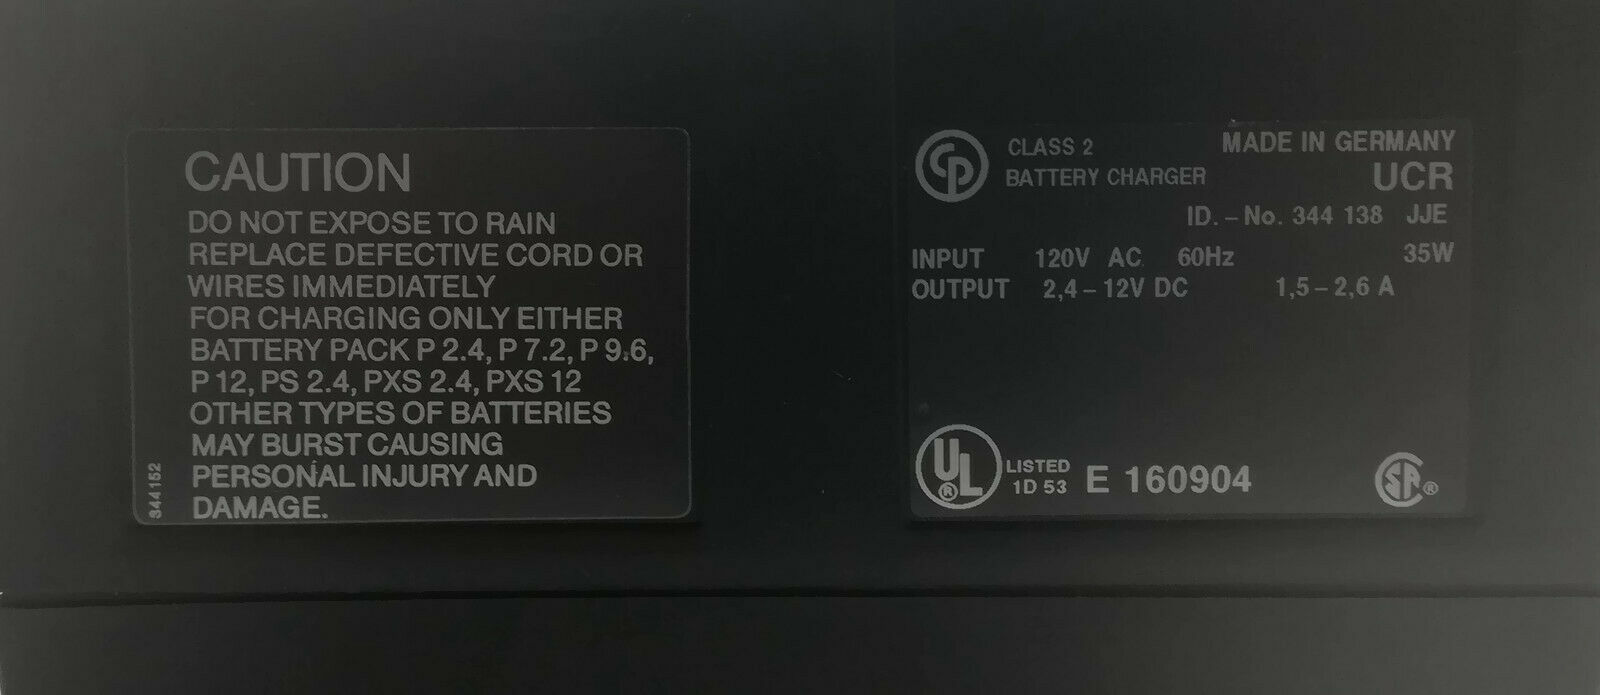 CAUTION
DO NOT EXPOSE TO RAIN
REPLACE DEFECTIVE CORD OR
WIRES IMMEDIATELY
FOR CHARGING ONLY EITHER
BATTERY PACK P 2.4, P 7.2, P 9.6,
P 12, PS 2.4, PXS 2.4, PXS 12
OTHER TYPES OF BATTERIES
MAY BURST CAUSING
PERSONAL INJURY AND
DAMAGE.
344152
CP
CLASS 2 MADE IN GERMANY
BATTERY CHARGER UCR
ID. – No. 344 138 JJE
INPUT 120V AC 60Hz 35W
OUTPUT 2,4 – 12V DC 1,5 – 2,6 A
UL ® LISTED
1D 53 E 160904
SA ®